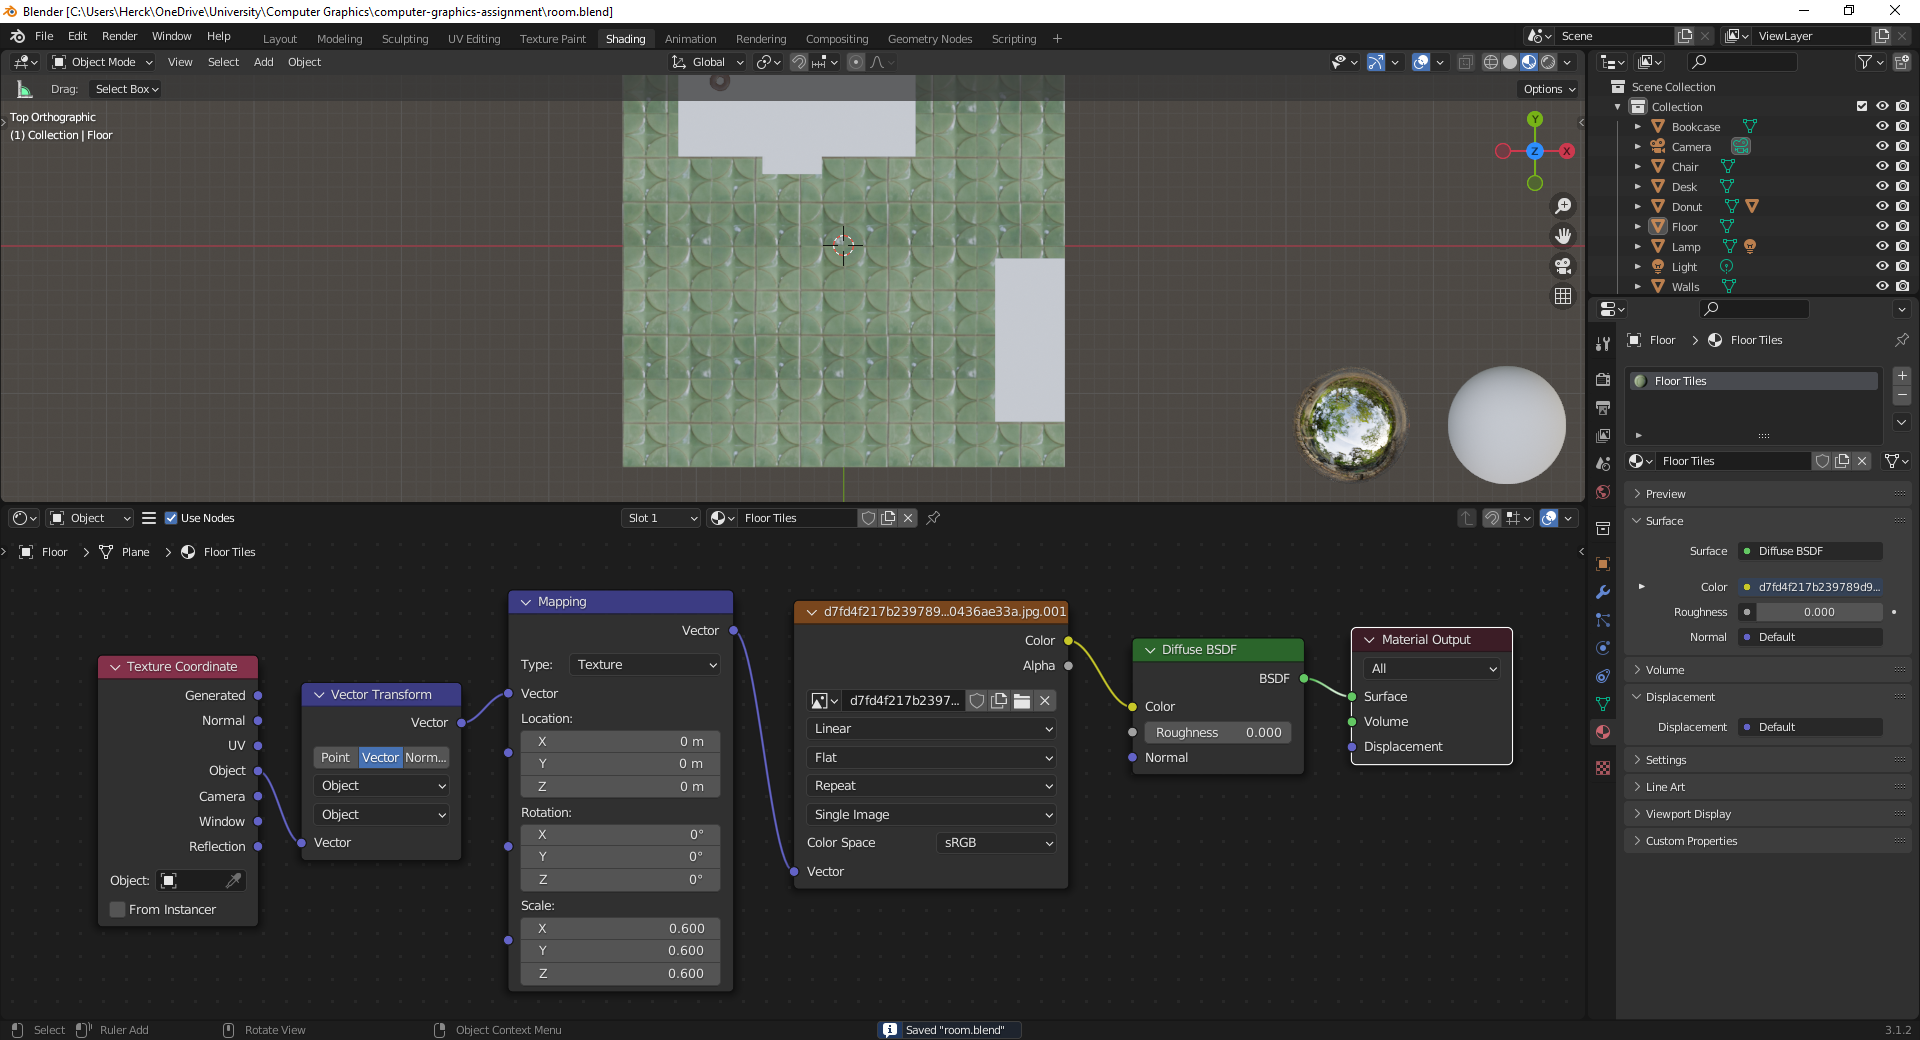 Blender [C:\Users\Herck\OneDrive\University\Computer Graphics\computer-graphics-assignment\room.blend]
File Edit Render Window Help Layout Modeling Sculpting UV Editing Texture Paint Shading Animation Rendering Compositing Geometry Nodes Scripting + Scene ViewLayer
Object Mode View Select Add Object Global
Drag: Select Box Options
Top Orthographic
(1) Collection | Floor
Y
X
Z
Scene Collection
Collection
Bookcase
Camera
Chair
Desk
Donut
Floor
Lamp
Light
Walls
Floor > Floor Tiles
Floor Tiles
Floor Tiles
Preview
Surface
Surface Diffuse BSDF
Color d7fd4f217b239789d9...
Roughness 0.000
Normal Default
Volume
Displacement
Displacement Default
Settings
Line Art
Viewport Display
Custom Properties
Object Use Nodes Slot 1 Floor Tiles
Floor > Plane > Floor Tiles
Texture Coordinate
Generated
Normal
UV
Object
Camera
Window
Reflection
Object:
From Instancer
Vector Transform
Vector
Point Vector Norm...
Object
Object
Vector
Mapping
Vector
Type: Texture
Vector
Location:
X 0 m
Y 0 m
Z 0 m
Rotation:
X 0°
Y 0°
Z 0°
Scale:
X 0.600
Y 0.600
Z 0.600
d7fd4f217b239789...0436ae33a.jpg.001
Color
Alpha
d7fd4f217b2397...
Linear
Flat
Repeat
Single Image
Color Space sRGB
Vector
Diffuse BSDF
BSDF
Color
Roughness 0.000
Normal
Material Output
All
Surface
Volume
Displacement
Select Ruler Add Rotate View Object Context Menu Saved "room.blend" 3.1.2